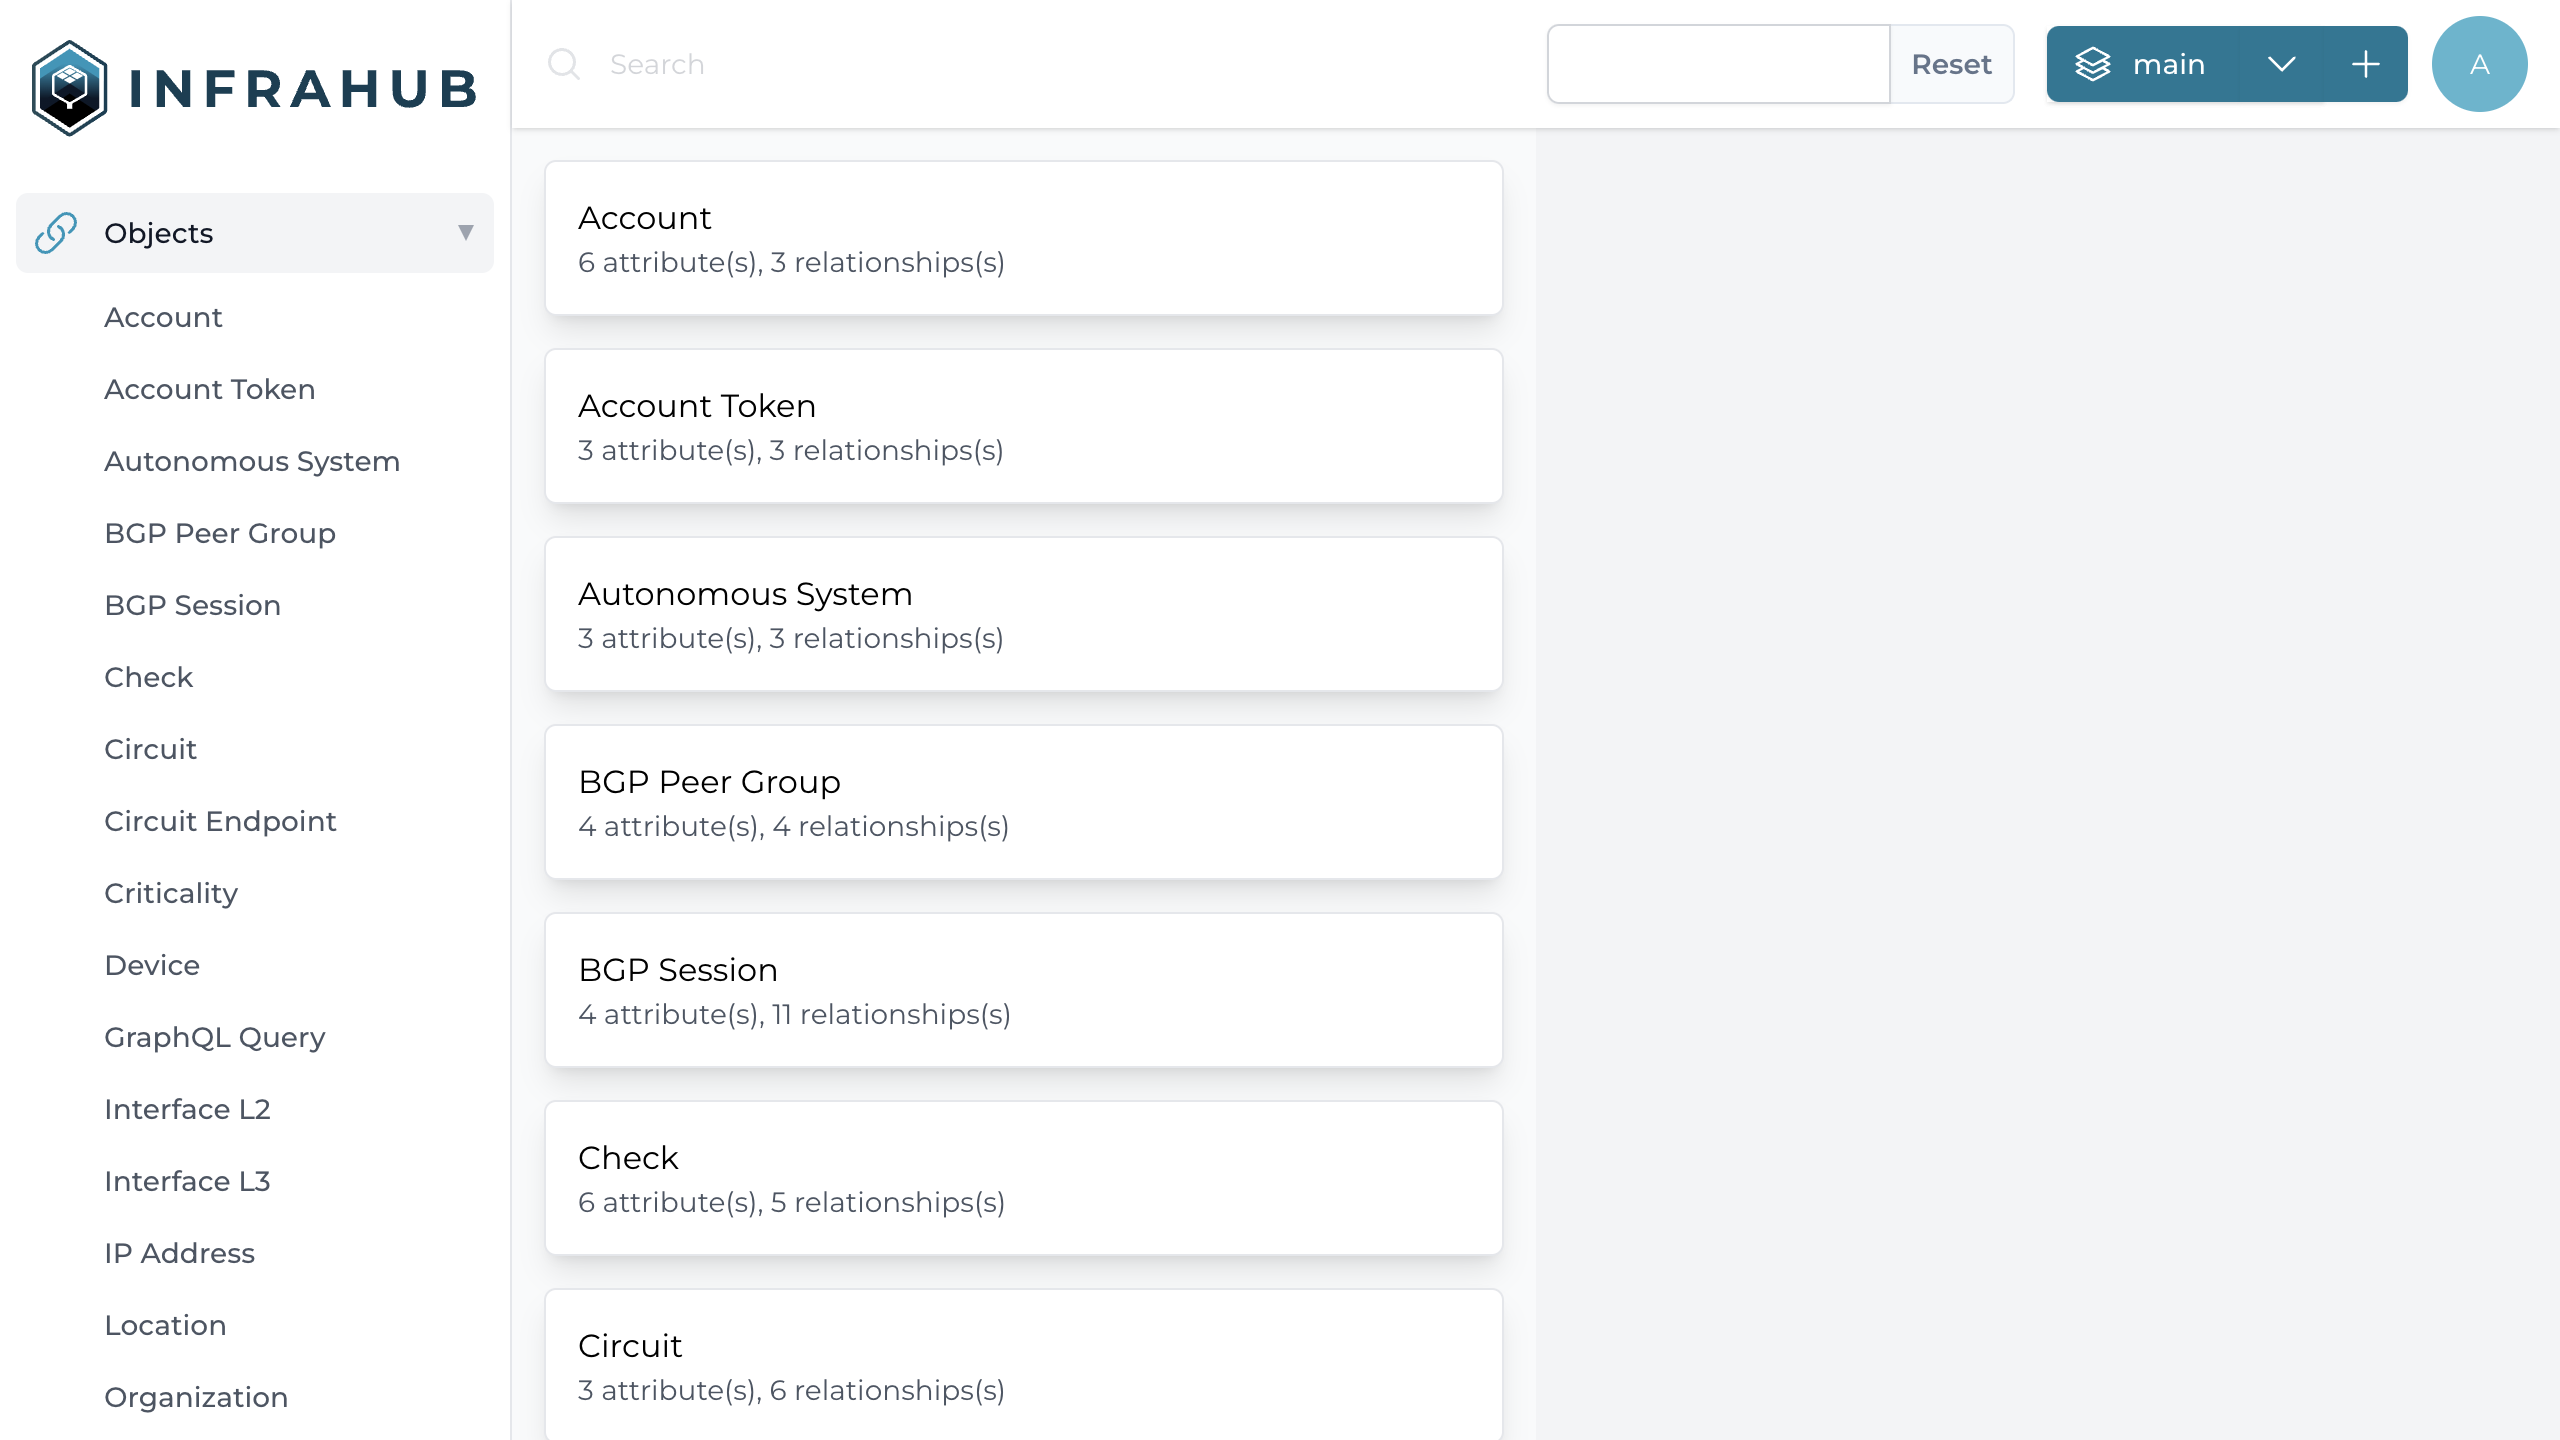 INFRAHUB
Search
Reset
main
A
Objects
Account
Account Token
Autonomous System
BGP Peer Group
BGP Session
Check
Circuit
Circuit Endpoint
Criticality
Device
GraphQL Query
Interface L2
Interface L3
IP Address
Location
Organization
Account
6 attribute(s), 3 relationships(s)
Account Token
3 attribute(s), 3 relationships(s)
Autonomous System
3 attribute(s), 3 relationships(s)
BGP Peer Group
4 attribute(s), 4 relationships(s)
BGP Session
4 attribute(s), 11 relationships(s)
Check
6 attribute(s), 5 relationships(s)
Circuit
3 attribute(s), 6 relationships(s)